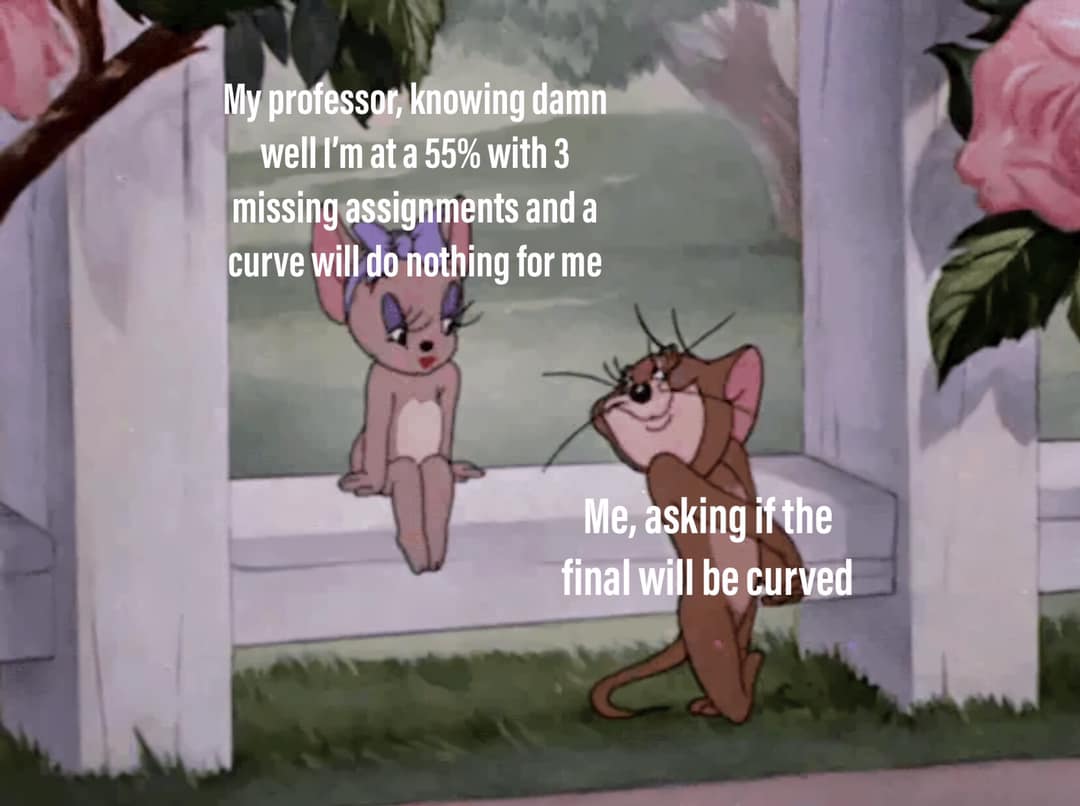 My professor, knowing damn
well I'm at a 55% with 3
missing assignments and a
curve will do nothing for me
Me, asking if the
final will be curved